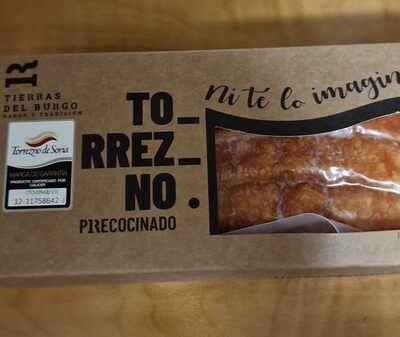 R
TIERRAS
DEL BURGO
SABOR Y TRADICIÓN
Torrezno de Soria
MARCA DE GARANTÍA
PRODUCTO CERTIFICADO POR
CALICER
12-11758642-J
TO_
RREZ_
NO.
PRECOCINADO
Ni te lo imagin